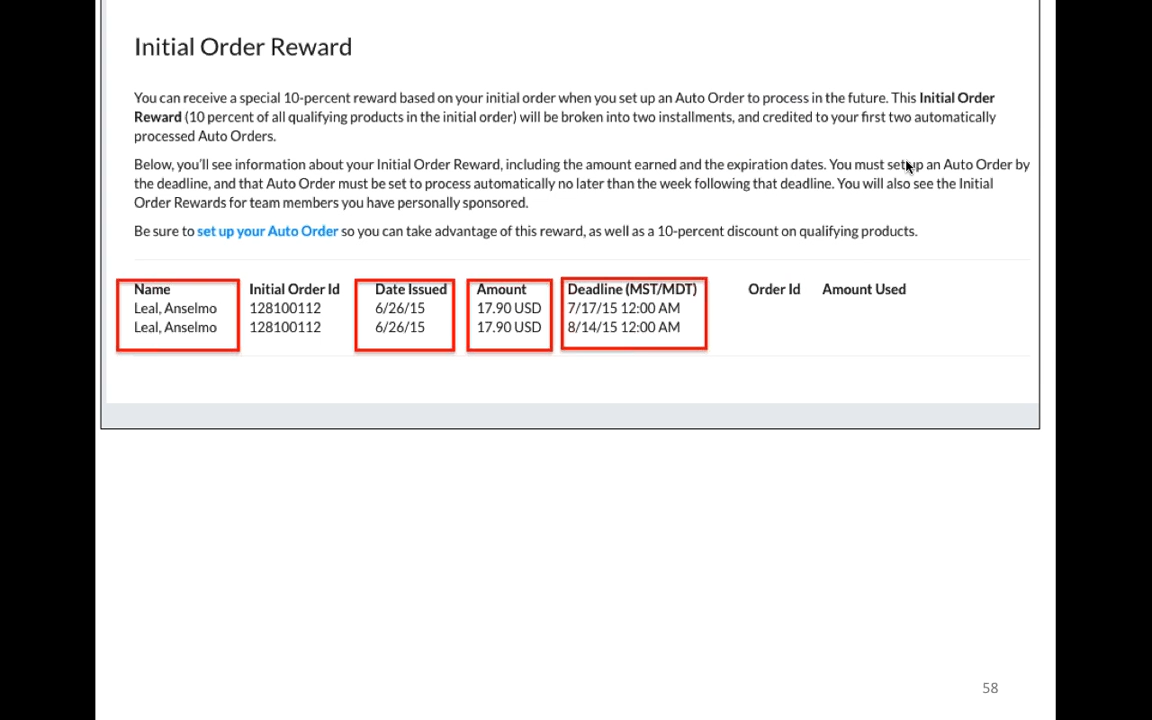 Initial Order Reward
You can receive a special 10-percent reward based on your initial order when you set up an Auto Order to process in the future. This Initial Order
Reward (10 percent of all qualifying products in the initial order) will be broken into two installments, and credited to your first two automatically
processed Auto Orders.
Below, you'll see information about your Initial Order Reward, including the amount earned and the expiration dates. You must set up an Auto Order by
the deadline, and that Auto Order must be set to process automatically no later than the week following that deadline. You will also see the Initial
Order Rewards for team members you have personally sponsored.
Be sure to set up your Auto Order so you can take advantage of this reward, as well as a 10-percent discount on qualifying products.
Name Initial Order Id Date Issued Amount Deadline (MST/MDT) Order Id Amount Used
Leal, Anselmo 128100112 6/26/15 17.90 USD 7/17/15 12:00 AM
Leal, Anselmo 128100112 6/26/15 17.90 USD 8/14/15 12:00 AM
58